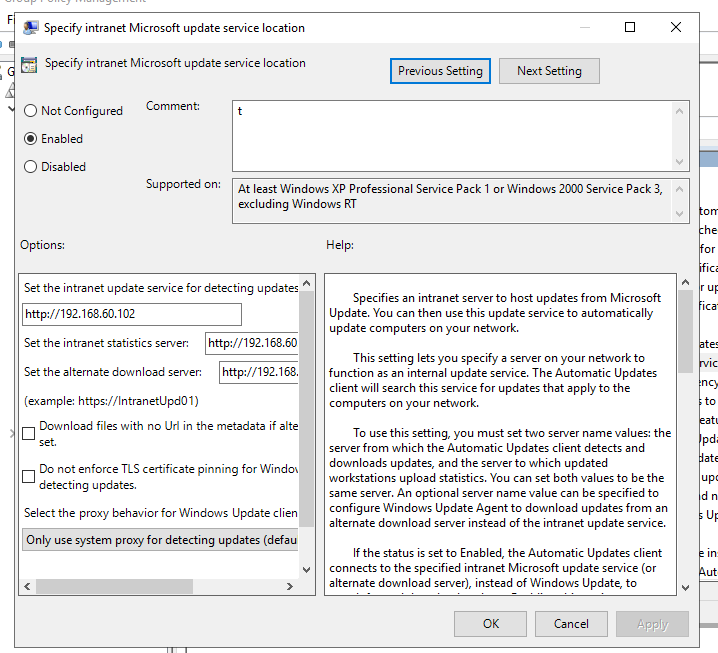 Group Policy Management
Specify intranet Microsoft update service location
Specify intranet Microsoft update service location
Previous Setting
Next Setting
Not Configured
Enabled
Disabled
Comment:
t
Supported on:
At least Windows XP Professional Service Pack 1 or Windows 2000 Service Pack 3,
excluding Windows RT
Options:
Help:
Set the intranet update service for detecting updates
http://192.168.60.102
Set the intranet statistics server:
http://192.168.60
Set the alternate download server:
http://192.168.
(example: https://IntranetUpd01)
Download files with no Url in the metadata if alte
set.
Do not enforce TLS certificate pinning for Window
detecting updates.
Select the proxy behavior for Windows Update clien
Only use system proxy for detecting updates (defau
Specifies an intranet server to host updates from Microsoft
Update. You can then use this update service to automatically
update computers on your network.
This setting lets you specify a server on your network to
function as an internal update service. The Automatic Updates
client will search this service for updates that apply to the
computers on your network.
To use this setting, you must set two server name values: the
server from which the Automatic Updates client detects and
downloads updates, and the server to which updated
workstations upload statistics. You can set both values to be the
same server. An optional server name value can be specified to
configure Windows Update Agent to download updates from an
alternate download server instead of the intranet update service.
If the status is set to Enabled, the Automatic Updates client
connects to the specified intranet Microsoft update service (or
alternate download server), instead of Windows Update, to
OK
Cancel
Apply